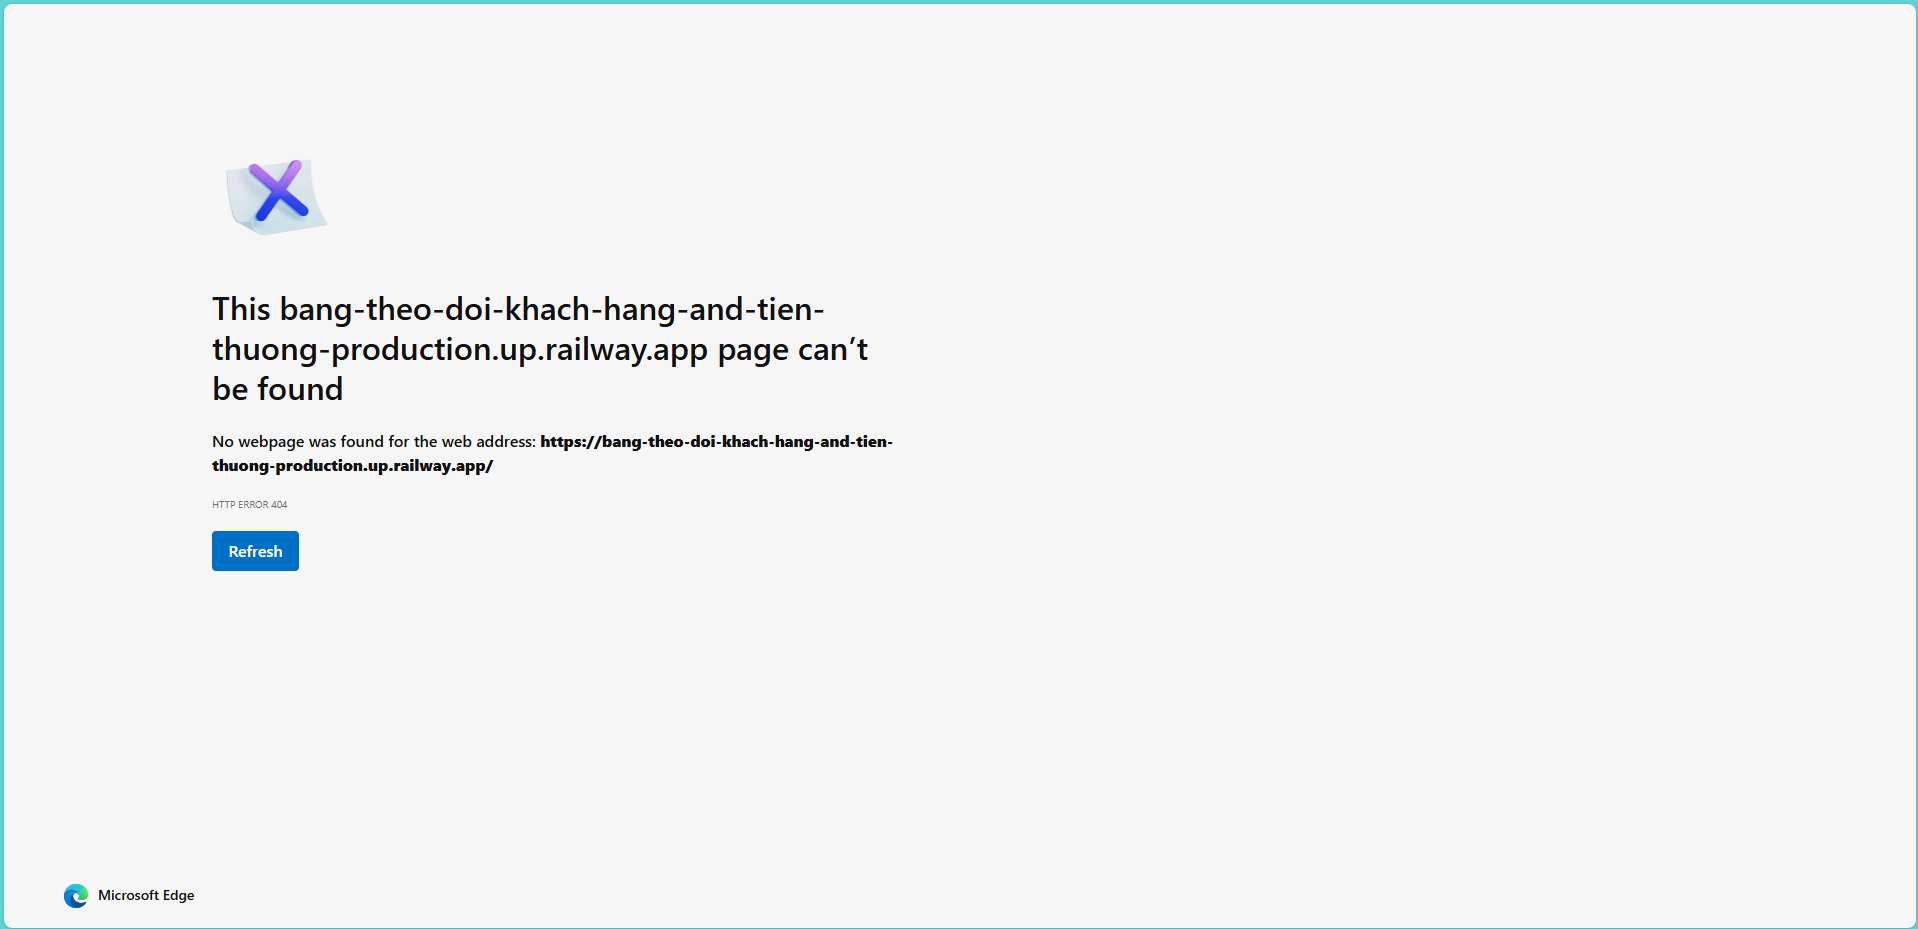 This bang-theo-doi-khach-hang-and-tien-
thuong-production.up.railway.app page can’t
be found
No webpage was found for the web address: https://bang-theo-doi-khach-hang-and-tien-
thuong-production.up.railway.app/
HTTP ERROR 404
Refresh
Microsoft Edge